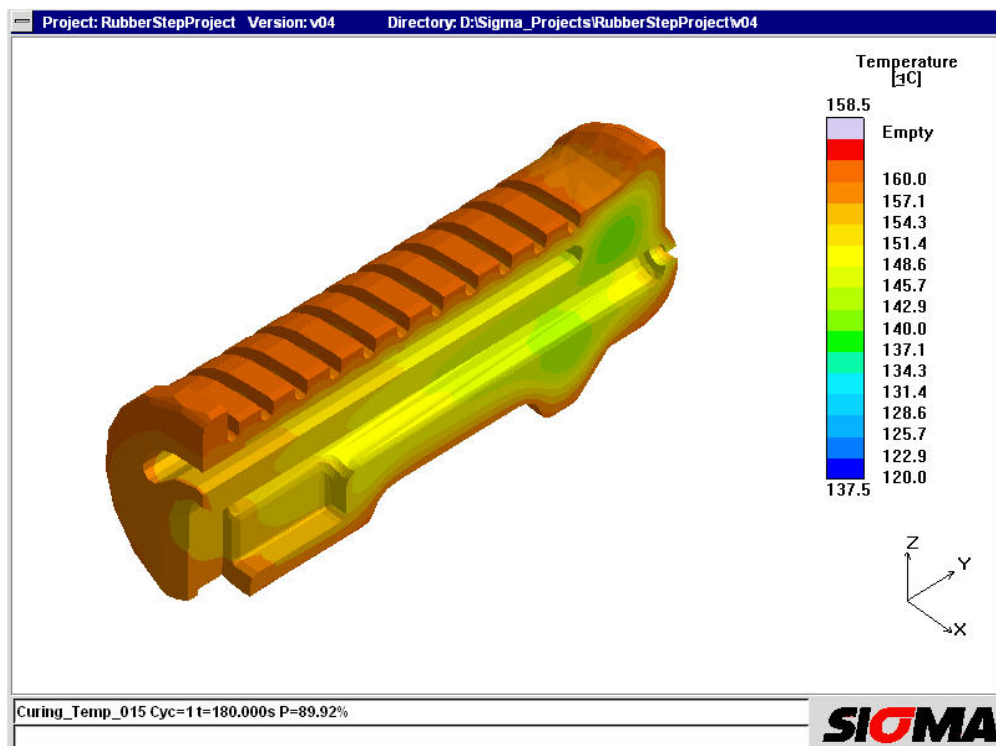 Project: RubberStepProject Version: v04 Directory: D:\Sigma_Projects\RubberStepProject\v04
Temperature
[ⴺC]
158.5
Empty
160.0
157.1
154.3
151.4
148.6
145.7
142.9
140.0
137.1
134.3
131.4
128.6
125.7
122.9
120.0
137.5
Z
Y
X
Curing_Temp_015 Cyc=1 t=180.000s P=89.92%
SIGMA